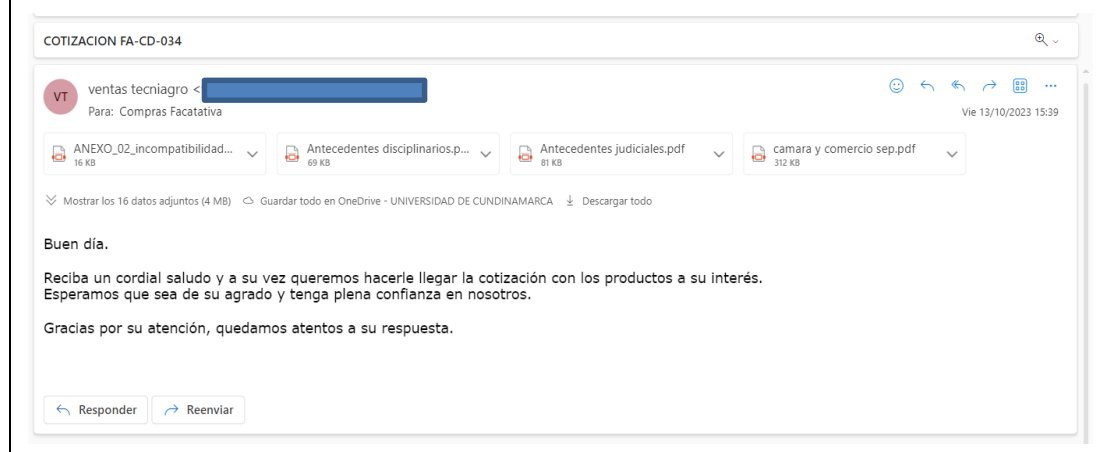 COTIZACION FA-CD-034
VT
ventas tecniagro <
Para: Compras Facatativa
Vie 13/10/2023 15:39
ANEXO_02_incompatibilidad...
16 KB
Antecedentes disciplinarios.p...
69 KB
Antecedentes judiciales.pdf
81 KB
camara y comercio sep.pdf
312 KB
Mostrar los 16 datos adjuntos (4 MB) Guardar todo en OneDrive - UNIVERSIDAD DE CUNDINAMARCA Descargar todo
Buen día.
Reciba un cordial saludo y a su vez queremos hacerle llegar la cotización con los productos a su interés.
Esperamos que sea de su agrado y tenga plena confianza en nosotros.
Gracias por su atención, quedamos atentos a su respuesta.
Responder Reenviar